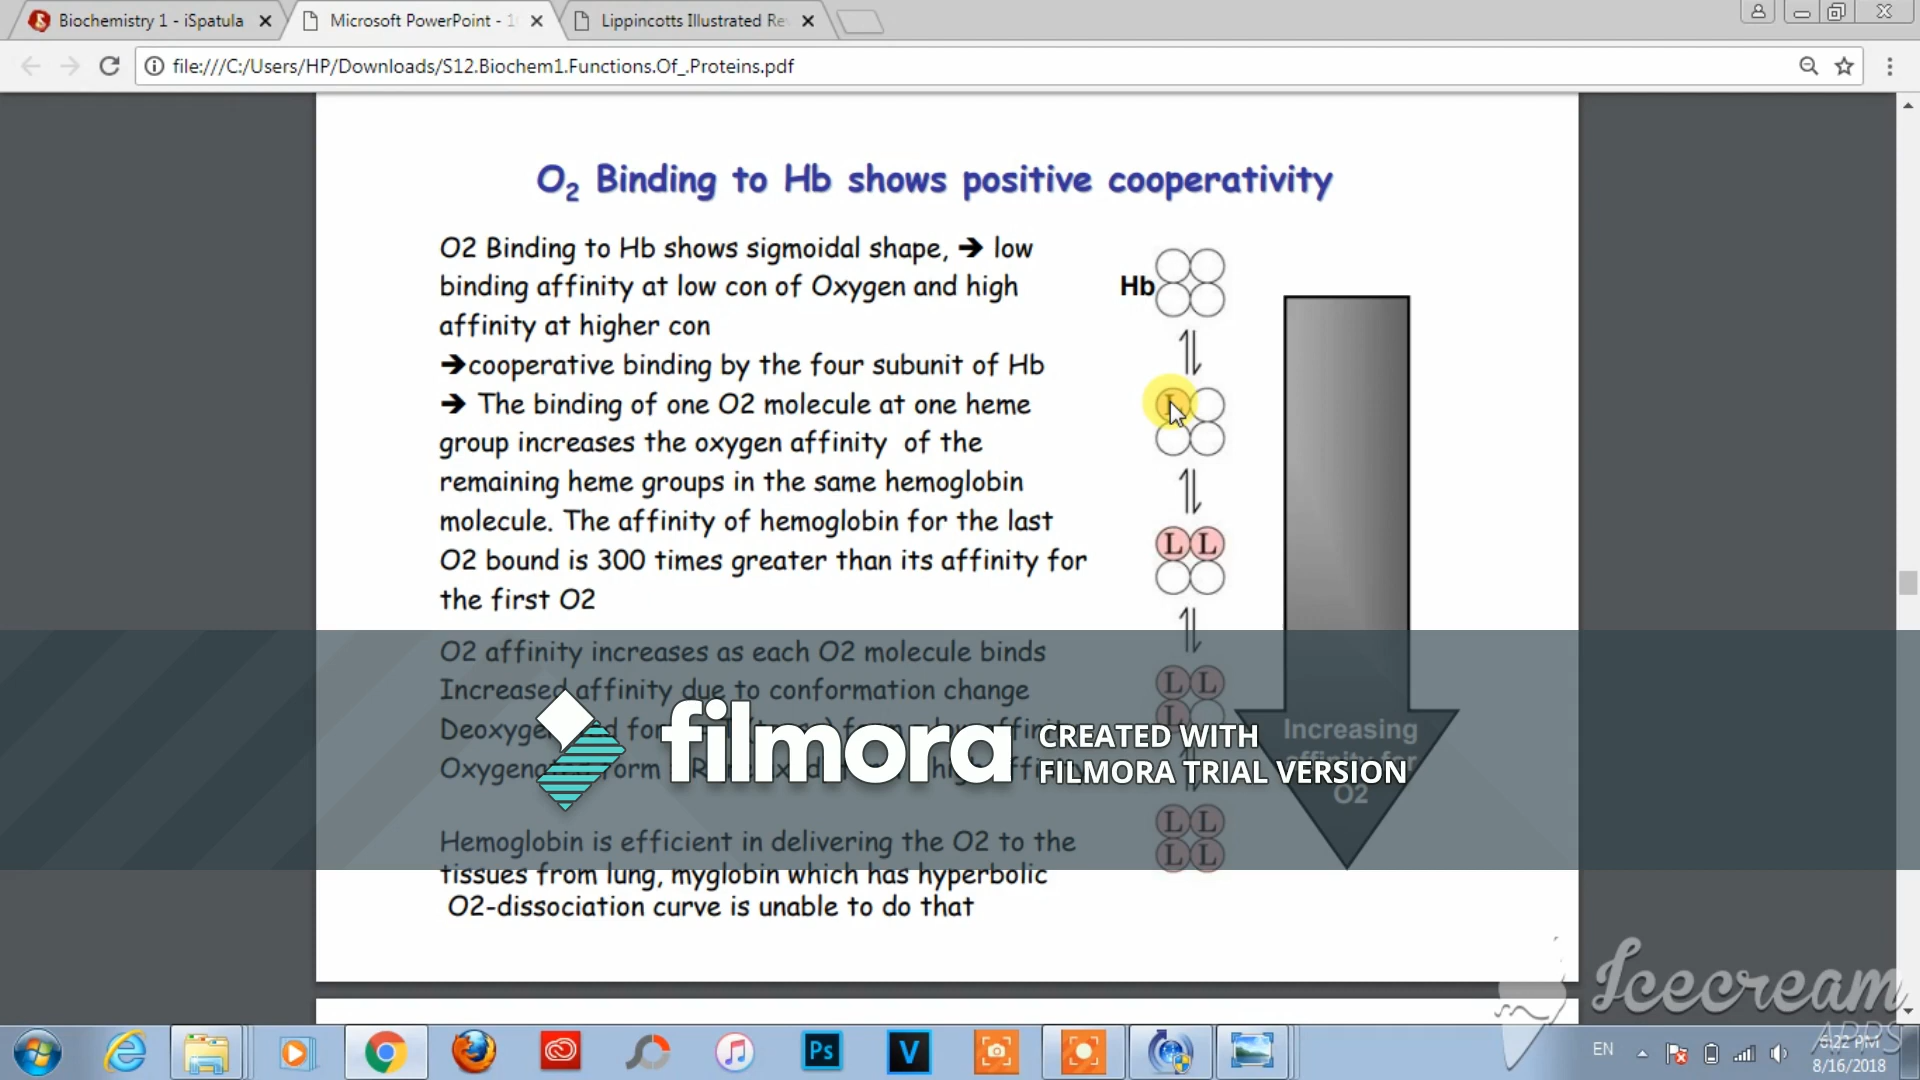 Biochemistry 1 - iSpatula
Microsoft PowerPoint - 1
Lippincotts Illustrated Re
file:///C:/Users/HP/Downloads/S12.Biochem1.Functions.Of_.Proteins.pdf
O2 Binding to Hb shows positive cooperativity
O2 Binding to Hb shows sigmoidal shape, ➔ low
binding affinity at low con of Oxygen and high
affinity at higher con
➔cooperative binding by the four subunit of Hb
➔ The binding of one O2 molecule at one heme
group increases the oxygen affinity of the
remaining heme groups in the same hemoglobin
molecule. The affinity of hemoglobin for the last
O2 bound is 300 times greater than its affinity for
the first O2
O2 affinity increases as each O2 molecule binds
Increased affinity due to conformation change
Hemoglobin is efficient in delivering the O2 to the
tissues from lung, myglobin which has hyperbolic
O2-dissociation curve is unable to do that
Hb
L
L L
L L
L
L L
L L
Increasing
affinity for
O2
filmora
CREATED WITH
FILMORA TRIAL VERSION
Icecream
APPS
Ps
V
EN
6:22 PM
8/16/2018